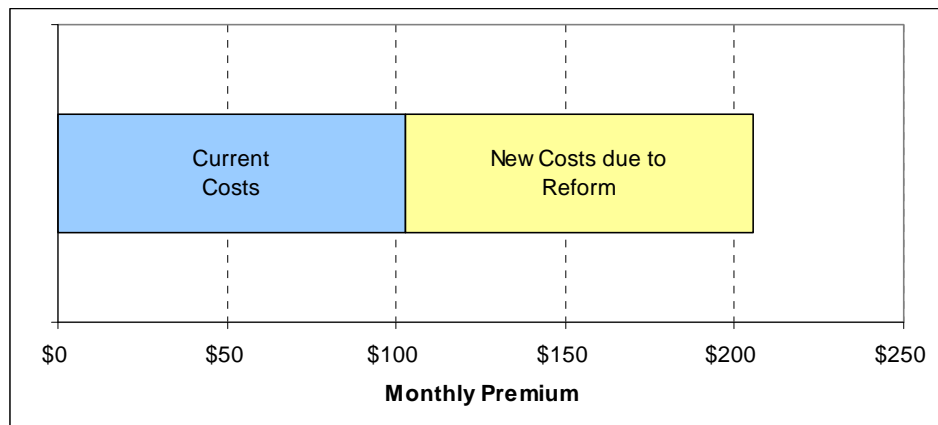 Current
Costs
New Costs due to
Reform
$0
$50
$100
$150
$200
$250
Monthly Premium